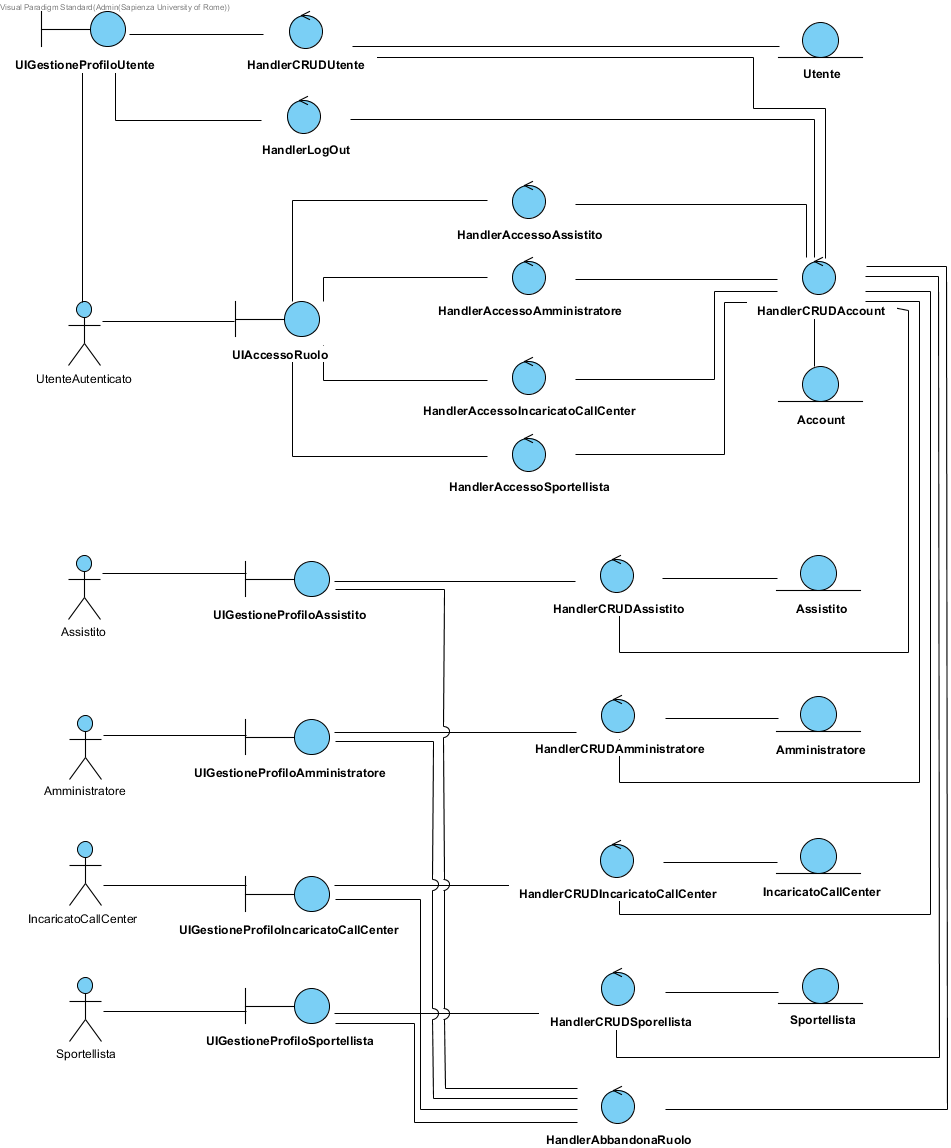 Visual Paradigm Standard(Admin(Sapienza University of Rome))
UIGestioneProfiloUtente
HandlerCRUDUtente
Utente
HandlerLogOut
HandlerAccessoAssistito
HandlerAccessoAmministratore
HandlerCRUDAccount
UIAccessoRuolo
UtenteAutenticato
HandlerAccessoIncaricatoCallCenter
Account
HandlerAccessoSportellista
Assistito
UIGestioneProfiloAssistito
HandlerCRUDAssistito
Assistito
Amministratore
UIGestioneProfiloAmministratore
HandlerCRUDAmministratore
Amministratore
IncaricatoCallCenter
UIGestioneProfiloIncaricatoCallCenter
HandlerCRUDIncaricatoCallCenter
IncaricatoCallCenter
Sportellista
UIGestioneProfiloSportellista
HandlerCRUDSporellista
Sportellista
HandlerAbbandonaRuolo